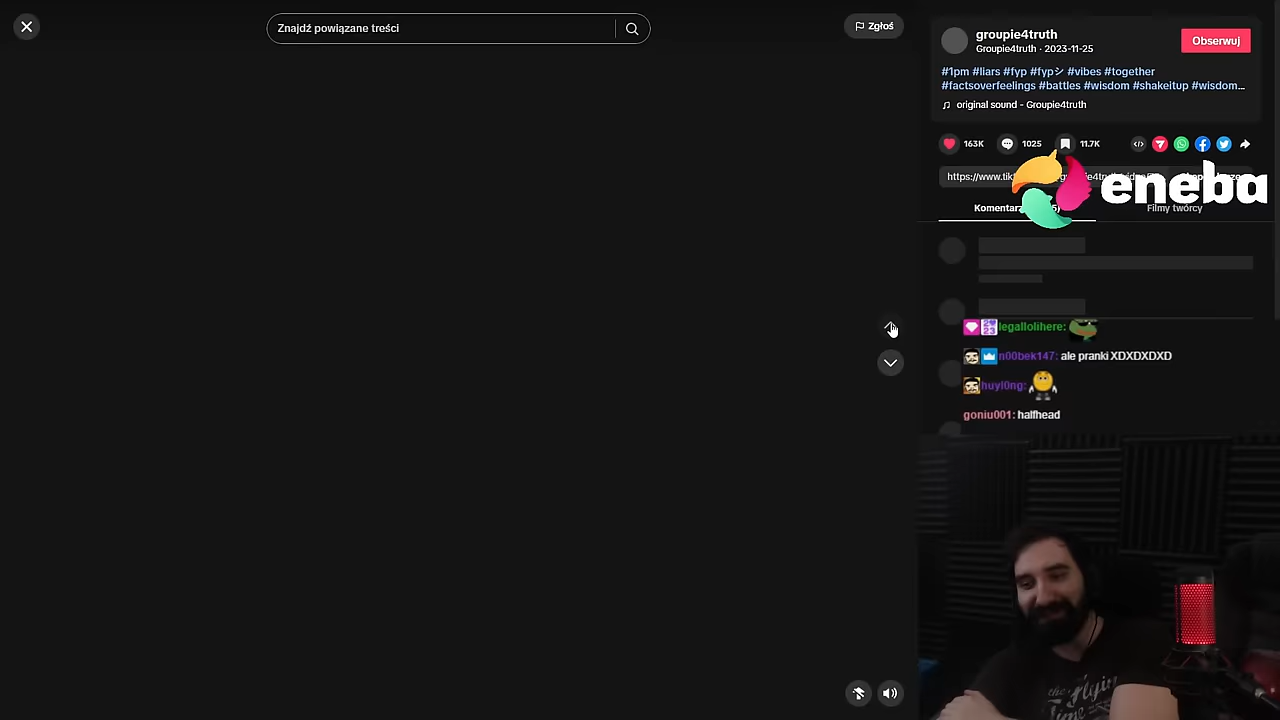 Znajdź powiązane treści
Zgłoś
groupie4truth
Groupie4truth · 2023-11-25
Obserwuj
#1pm #liars #fyp #fypシ #vibes #together
#factsoverfeelings #battles #wisdom #shakeitup #wisdom...
original sound - Groupie4truth
163K
1025
11.7K
https://www.tik
eneba
Filmy twórcy
legallolihere:
n00bek147: ale pranki XDXDXDXD
huyl0ng:
goniu001: halfhead
the Flying